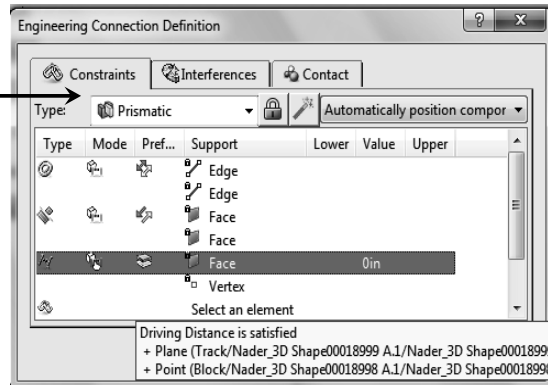 Engineering Connection Definition
Constraints Interferences Contact
Type: Prismatic Automatically position compor
Type Mode Pref... Support Lower Value Upper
Edge
Edge
Face
Face
Face 0in
Vertex
Select an element
Driving Distance is satisfied
+ Plane (Track/Nader_3D Shape00018999 A.1/Nader_3D Shape0001899
+ Point (Block/Nader_3D Shape00018998 A.1/Nader_3D Shape0001899